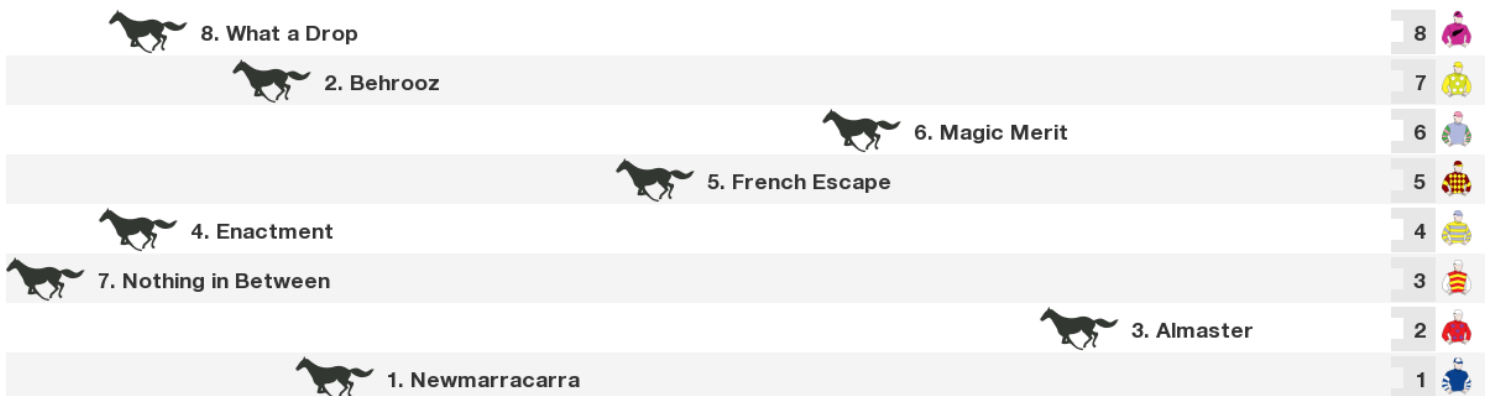 8. What a Drop 8
2. Behrooz 7
6. Magic Merit 6
5. French Escape 5
4. Enactment 4
7. Nothing in Between 3
3. Almaster 2
1. Newmarracarra 1